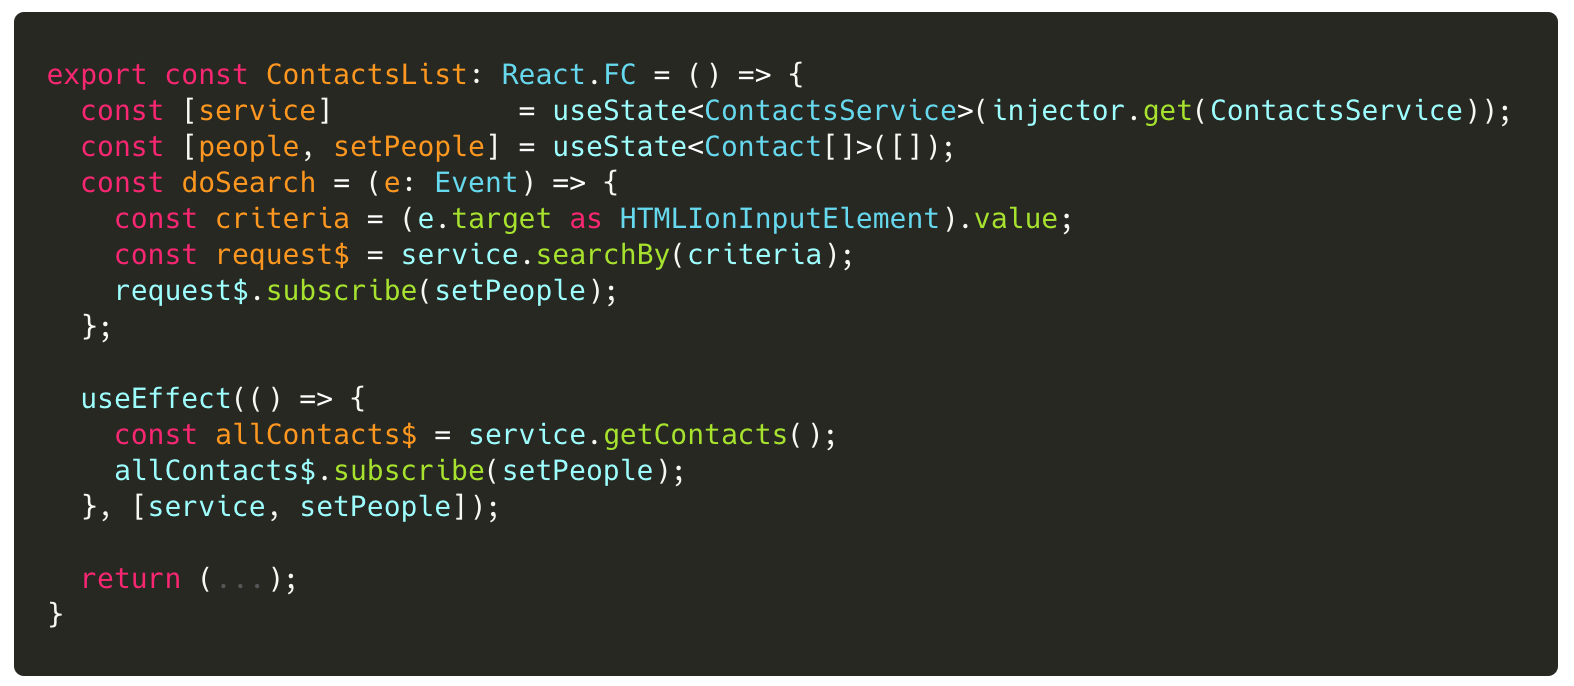 export const ContactsList: React.FC = () => {
  const [service]           = useState<ContactsService>(injector.get(ContactsService));
  const [people, setPeople] = useState<Contact[]>([]);
  const doSearch = (e: Event) => {
    const criteria = (e.target as HTMLIonInputElement).value;
    const request$ = service.searchBy(criteria);
    request$.subscribe(setPeople);
  };

  useEffect(() => {
    const allContacts$ = service.getContacts();
    allContacts$.subscribe(setPeople);
  }, [service, setPeople]);

  return (...);
}